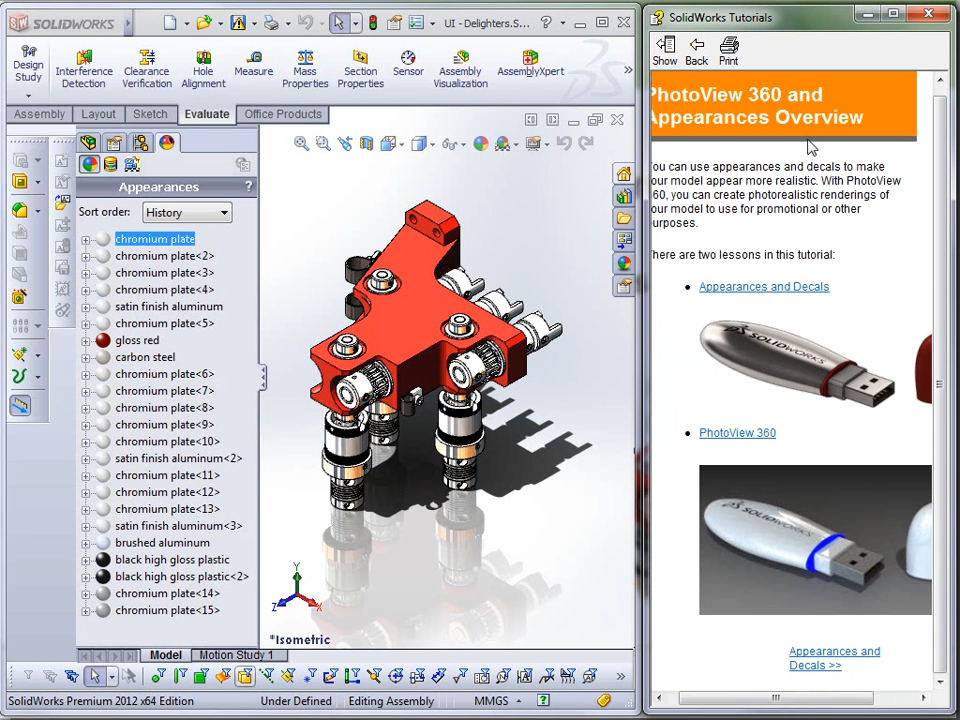 SOLIDWORKS
UI - Delighters.S...
Design Study
Interference Detection
Clearance Verification
Hole Alignment
Measure
Mass Properties
Section Properties
Sensor
Assembly Visualization
AssemblyXpert
Assembly
Layout
Sketch
Evaluate
Office Products
Appearances
?
Sort order:
History
chromium plate
chromium plate<2>
chromium plate<3>
chromium plate<4>
satin finish aluminum
chromium plate<5>
gloss red
carbon steel
chromium plate<6>
chromium plate<7>
chromium plate<8>
chromium plate<9>
chromium plate<10>
satin finish aluminum<2>
chromium plate<11>
chromium plate<12>
chromium plate<13>
satin finish aluminum<3>
brushed aluminum
black high gloss plastic
black high gloss plastic<2>
chromium plate<14>
chromium plate<15>
Y
Z
X
*Isometric
Model
Motion Study 1
SolidWorks Premium 2012 x64 Edition
Under Defined
Editing Assembly
MMGS
SolidWorks Tutorials
Show
Back
Print
PhotoView 360 and
Appearances Overview
You can use appearances and decals to make
your model appear more realistic. With PhotoView
360, you can create photorealistic renderings of
your model to use for promotional or other
purposes.
There are two lessons in this tutorial:
Appearances and Decals
SOLIDWORKS
PhotoView 360
SOLIDWORKS
Appearances and
Decals >>